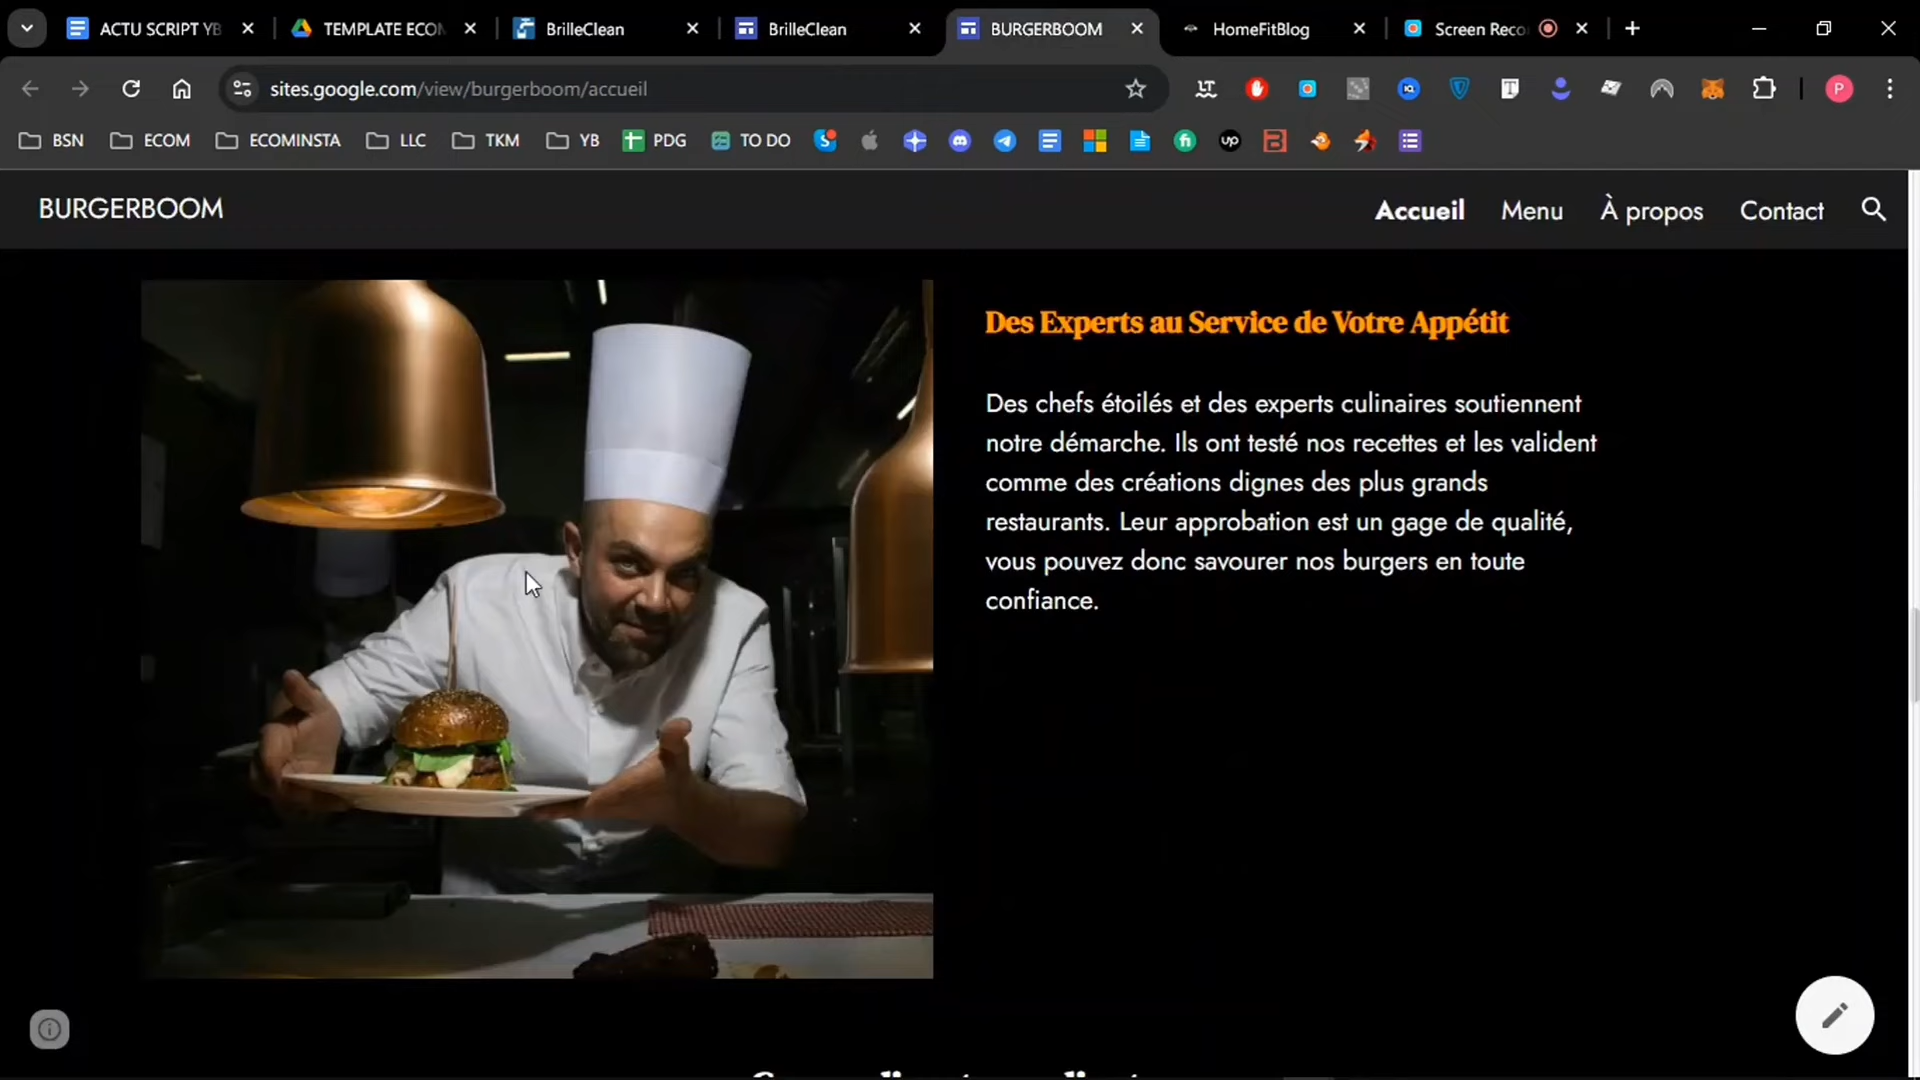 ACTU SCRIPT YB
TEMPLATE ECOM
BrilleClean
BrilleClean
BURGERBOOM
HomeFitBlog
Screen Reco
sites.google.com/view/burgerboom/accueil
P
BSN
ECOM
ECOMINSTA
LLC
TKM
YB
PDG
TO DO
BURGERBOOM
Accueil
Menu
À propos
Contact
Des Experts au Service de Votre Appétit
Des chefs étoilés et des experts culinaires soutiennent
notre démarche. Ils ont testé nos recettes et les valident
comme des créations dignes des plus grands
restaurants. Leur approbation est un gage de qualité,
vous pouvez donc savourer nos burgers en toute
confiance.